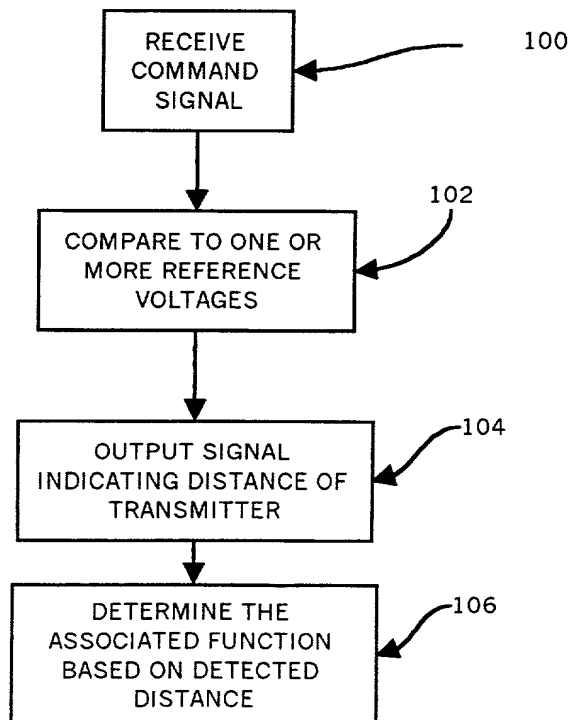 RECEIVE
COMMAND
SIGNAL
100
102
COMPARE TO ONE OR
MORE REFERENCE
VOLTAGES
104
OUTPUT SIGNAL
INDICATING DISTANCE OF
TRANSMITTER
106
DETERMINE THE
ASSOCIATED FUNCTION
BASED ON DETECTED
DISTANCE